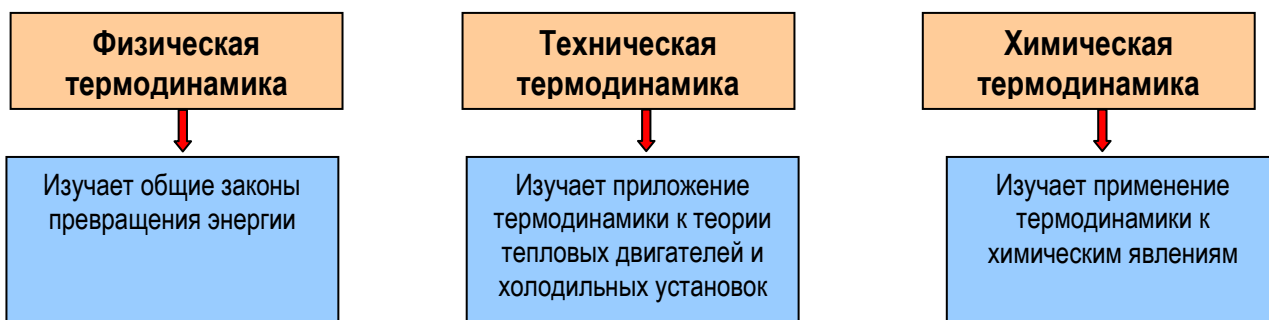 Физическая
термодинамика
Техническая
термодинамика
Химическая
термодинамика
Изучает общие законы
превращения энергии
Изучает приложение
термодинамики к теории
тепловых двигателей и
холодильных установок
Изучает применение
термодинамики к
химическим явлениям